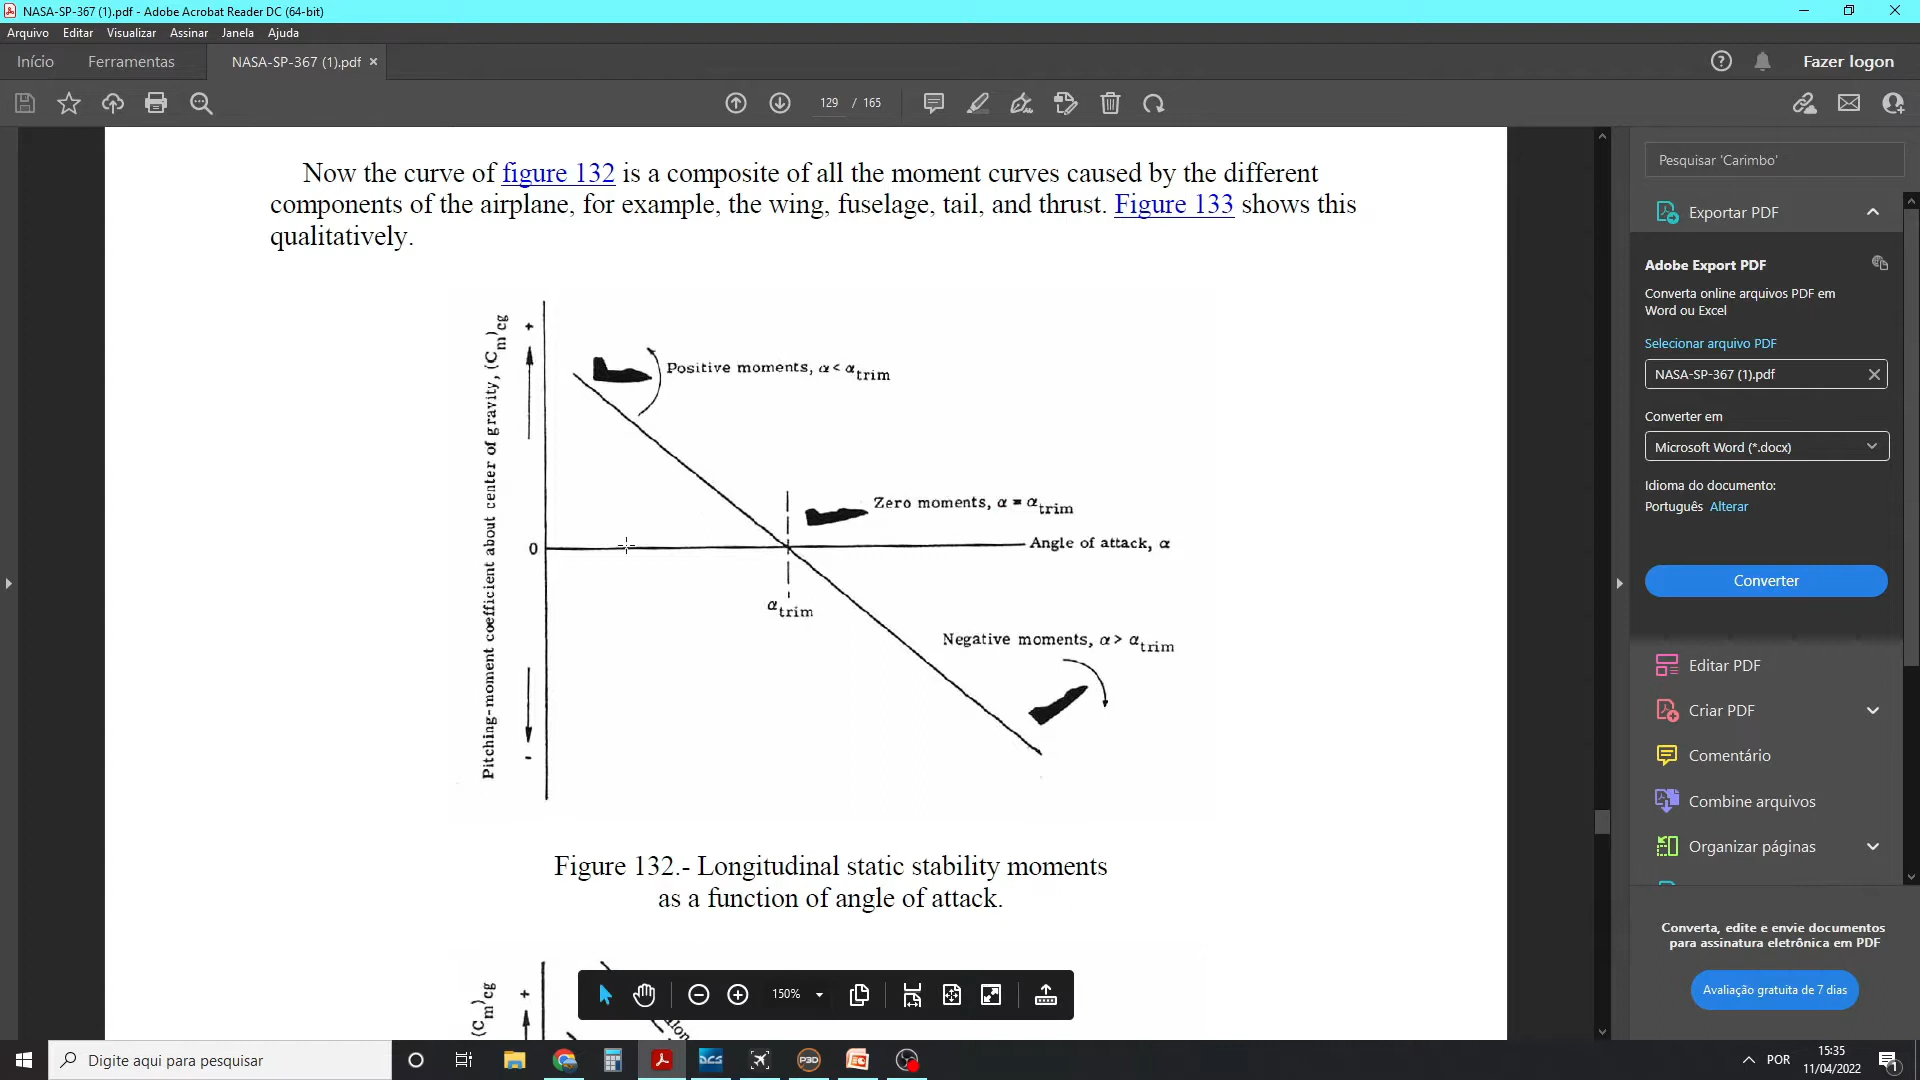 NASA-SP-367 (1).pdf - Adobe Acrobat Reader DC (64-bit)
Arquivo Editar Visualizar Assinar Janela Ajuda
Início Ferramentas NASA-SP-367 (1).pdf Fazer logon
129 / 165
Now the curve of figure 132 is a composite of all the moment curves caused by the different
components of the airplane, for example, the wing, fuselage, tail, and thrust. Figure 133 shows this
qualitatively.
Pitching-moment coefficient about center of gravity, (Cm)cg
+
Positive moments, α < αtrim
Zero moments, α = αtrim
0
Angle of attack, α
αtrim
Negative moments, α > αtrim
-
Figure 132.- Longitudinal static stability moments
as a function of angle of attack.
(Cm)cg
+
150%
Pesquisar 'Carimbo'
Exportar PDF
Adobe Export PDF
Converta online arquivos PDF em
Word ou Excel
Selecionar arquivo PDF
NASA-SP-367 (1).pdf
Converter em
Microsoft Word (*.docx)
Idioma do documento:
Português Alterar
Converter
Editar PDF
Criar PDF
Comentário
Combine arquivos
Organizar páginas
Converta, edite e envie documentos
para assinatura eletrônica em PDF
Avaliação gratuita de 7 dias
Digite aqui para pesquisar
DCS
P3D
POR
15:35
11/04/2022
1